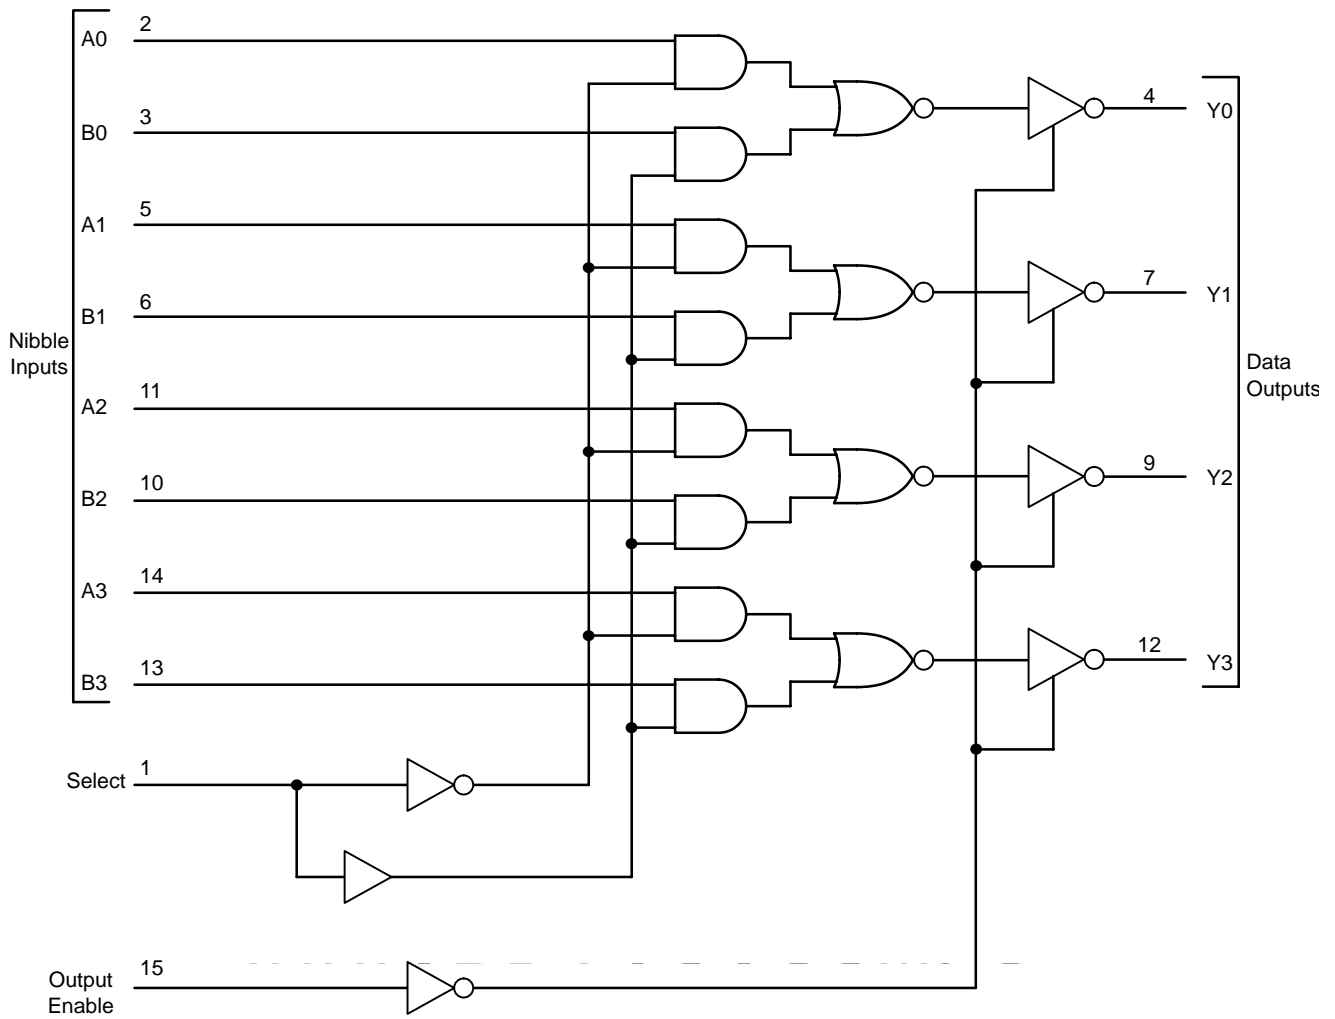 2
A0
3
B0
4
Y0
5
A1
6
B1
7
Y1
Nibble
Inputs
Data
Outputs
11
A2
10
B2
9
Y2
14
A3
13
B3
12
Y3
Select
1
Output
Enable
15